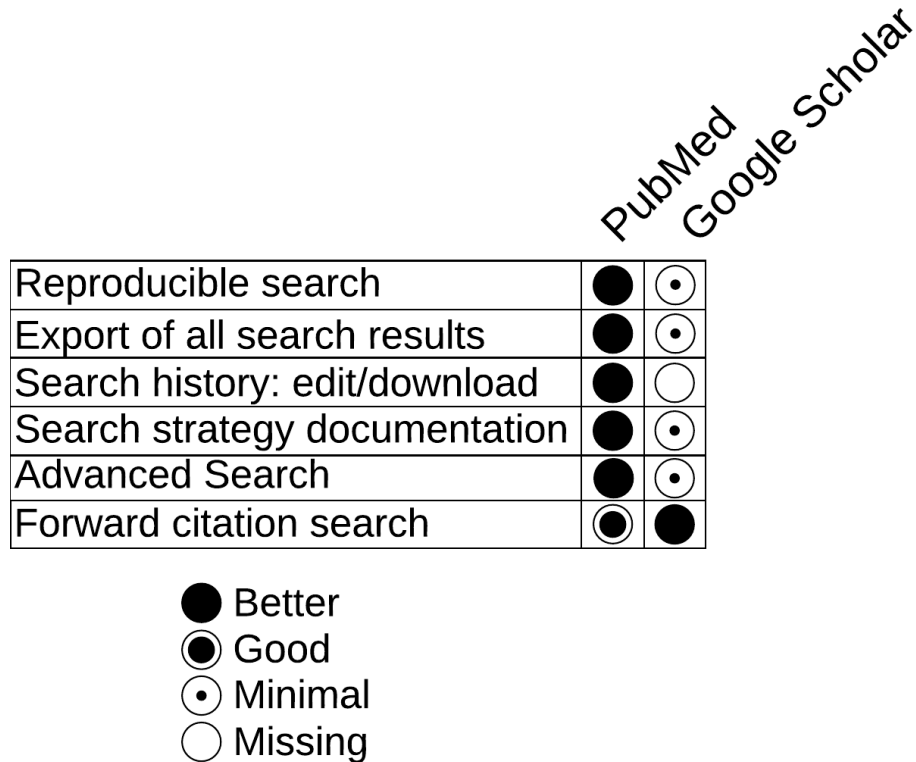 PubMed
Google Scholar
Reproducible search
Export of all search results
Search history: edit/download
Search strategy documentation
Advanced Search
Forward citation search
Better
Good
Minimal
Missing